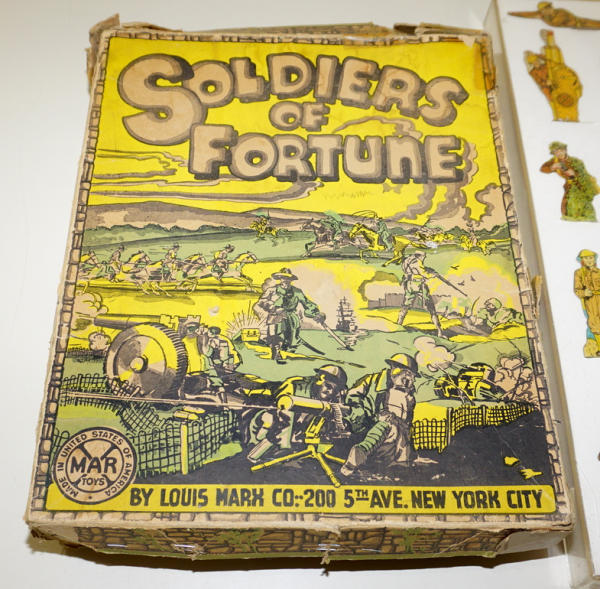 SOLDIERS
OF
FORTUNE
MADE IN UNITED STATES OF AMERICA
MAR
TOYS
BY LOUIS MARX CO:-200 5TH AVE. NEW YORK CITY